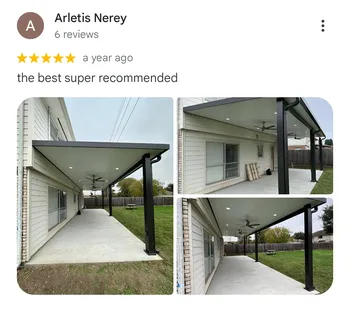 A
Arletis Nerey
6 reviews
a year ago
the best super recommended